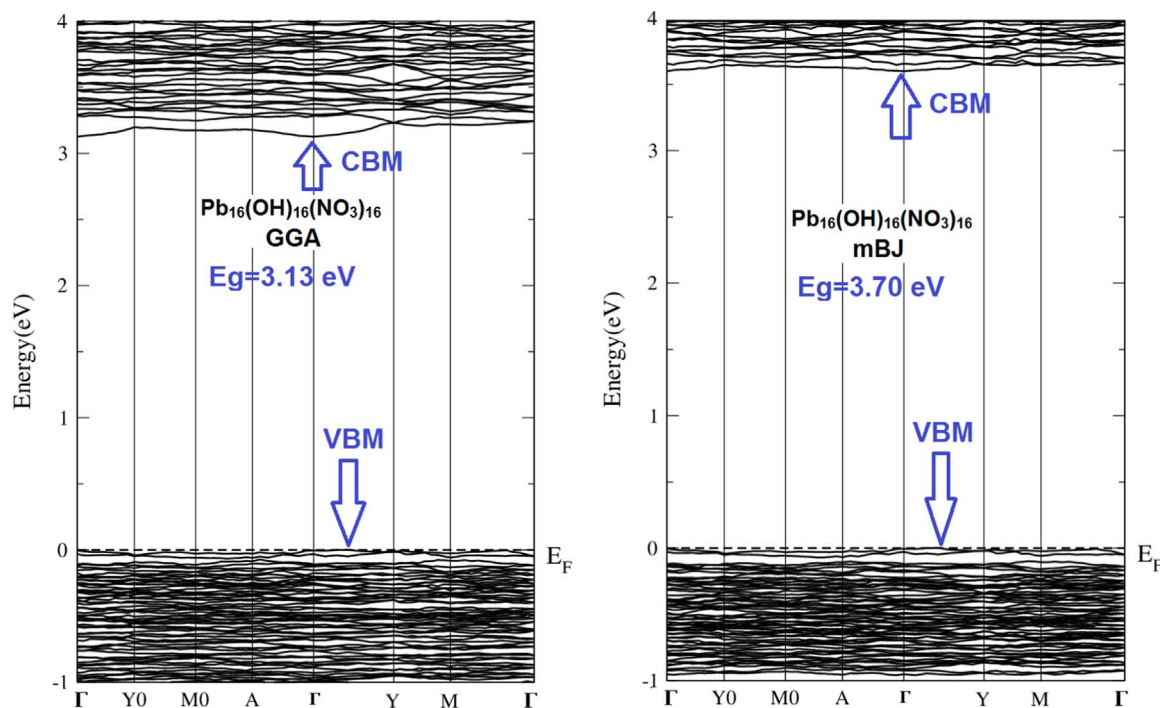 4
3
2
1
0
-1
Energy(eV)
CBM
Pb₁₆(OH)₁₆(NO₃)₁₆
GGA
Eg=3.13 eV
VBM
E_F
Γ Y0 M0 A Γ Y M Γ
4
3
2
1
0
-1
Energy(eV)
CBM
Pb₁₆(OH)₁₆(NO₃)₁₆
mBJ
Eg=3.70 eV
VBM
E_F
Γ Y0 M0 A Γ Y M Γ